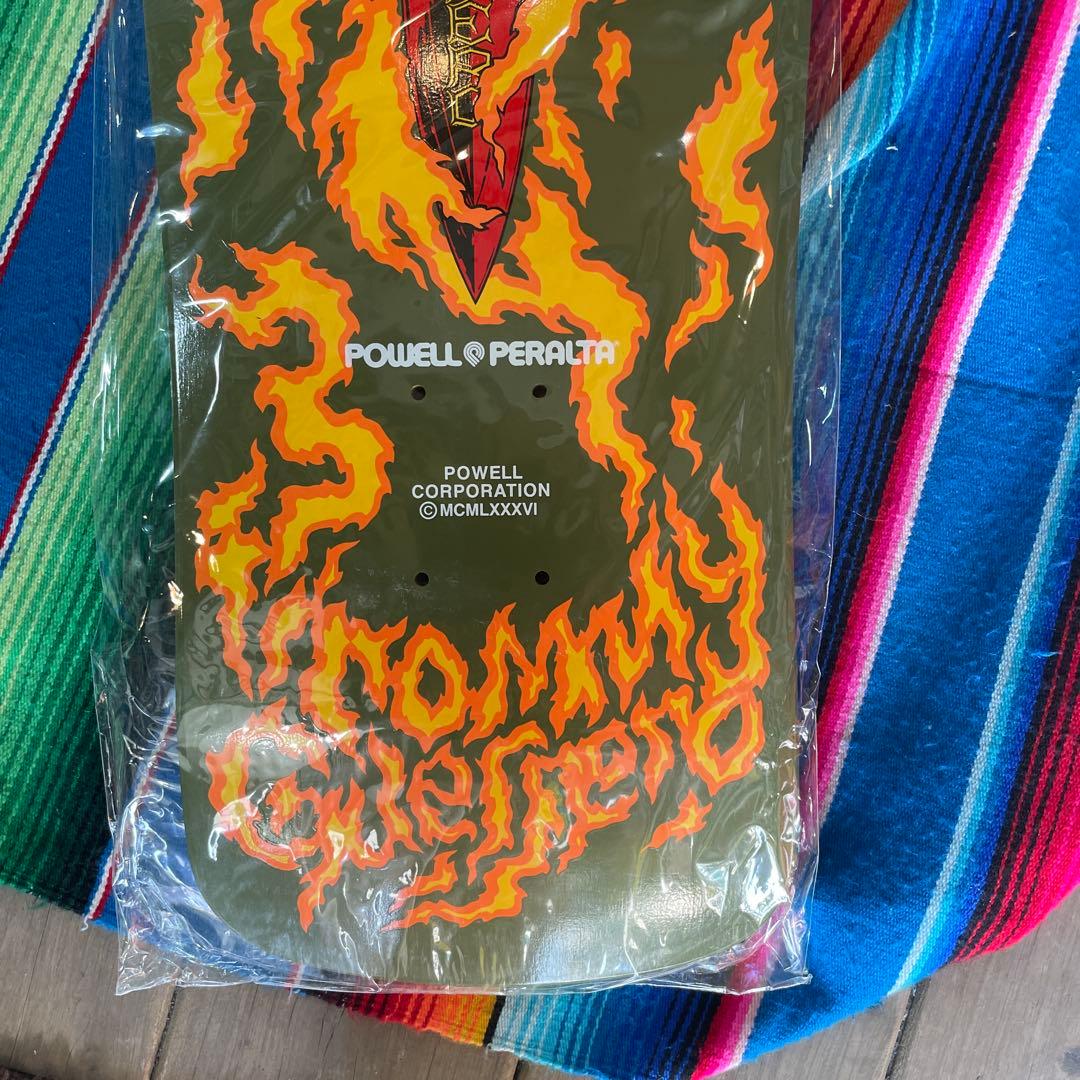 POWELL PERALTA
POWELL
CORPORATION
©MCMLXXXVI
Tommy
Guerrero